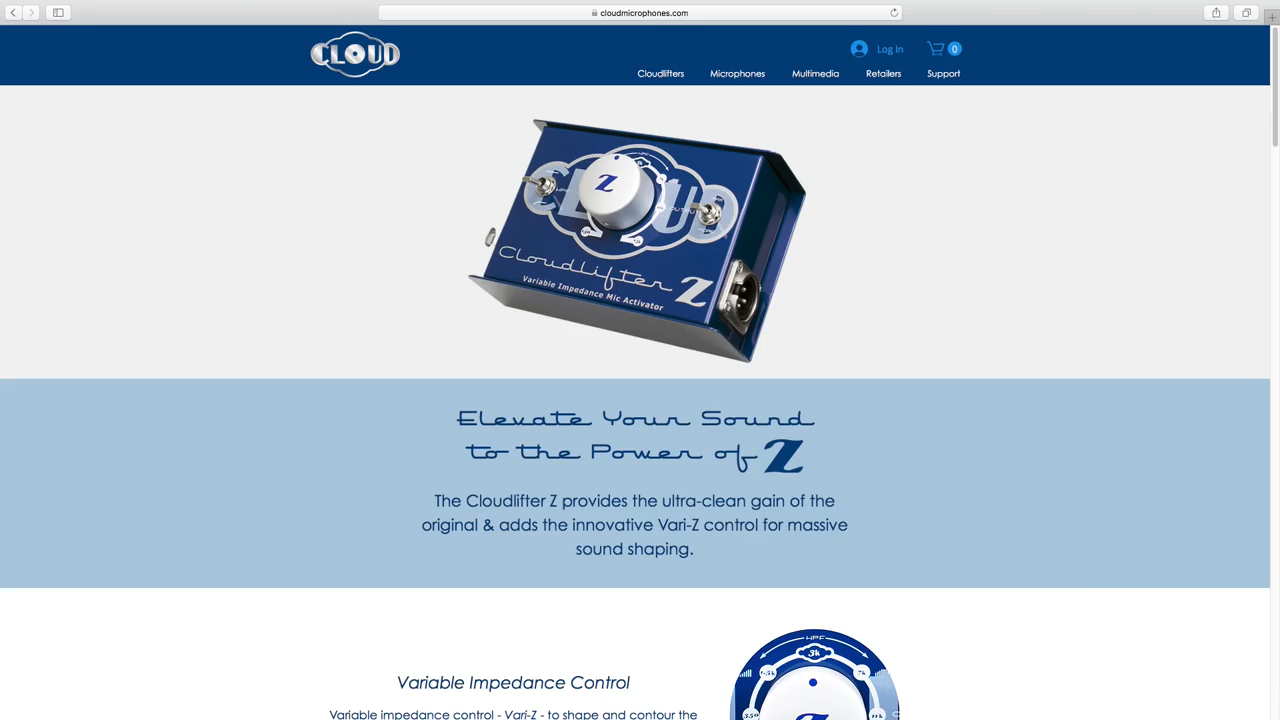 cloudmicrophones.com
CLOUD
Log In
0
Cloudlifters
Microphones
Multimedia
Retailers
Support
Z
CLOUD
Cloudlifter Z
Variable Impedance Mic Activator
Elevate Your Sound
to the Power of Z
The Cloudlifter Z provides the ultra-clean gain of the
original & adds the innovative Vari-Z control for massive
sound shaping.
HPF
3k
Variable Impedance Control
Variable impedance control - Vari-Z - to shape and contour the